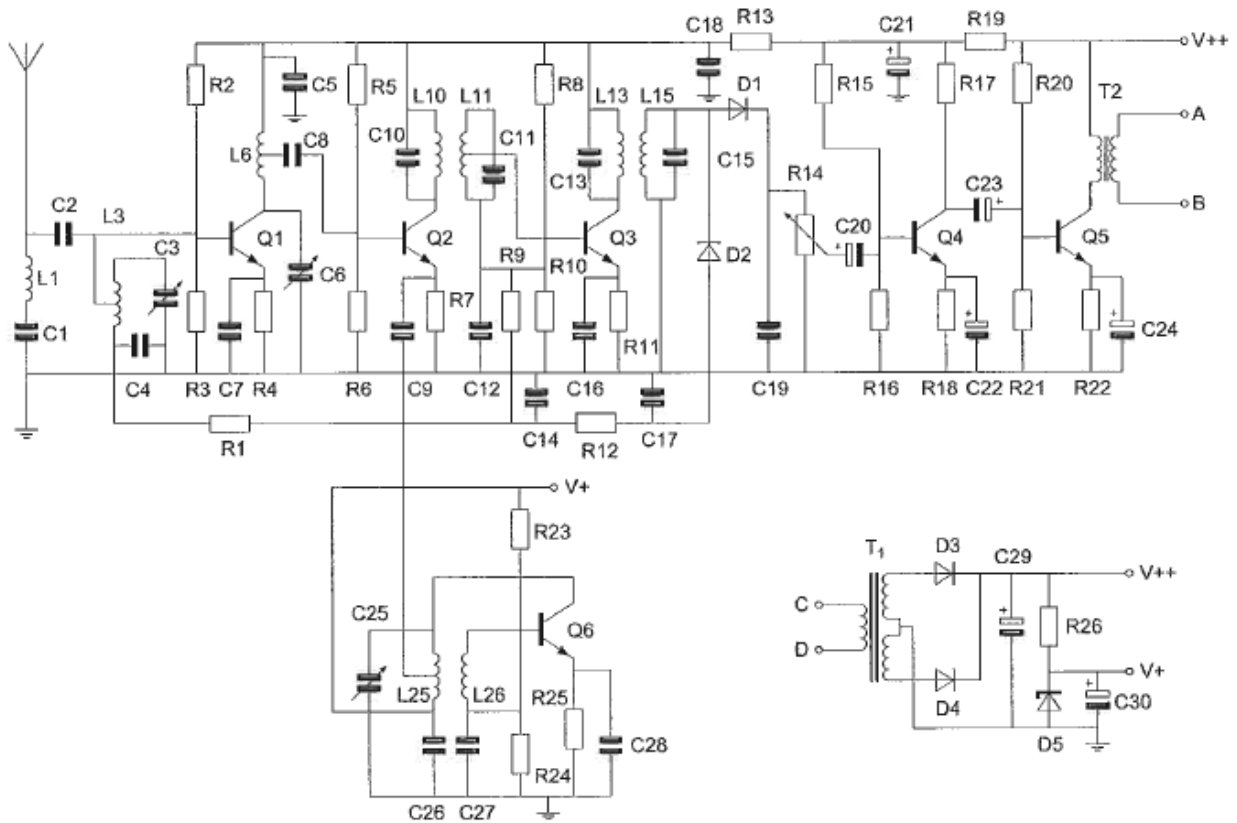 C18 R13 C21 R19 V++
R2 C5 R5 L10 L11 R8 L13 L15 D1 R15 R17 R20 T2
A
C8 C10 C11 C15
L6 C13 R14 C23
C2 L3 C20 B
Q1 Q2 Q3 D2 Q4 Q5
C3 C6 R9 R10
L1 R7
C1 R11 C24
C4 R3 C7 R4 R6 C9 C12 C16 C19 R16 R18 C22 R21 R22
R1 C14 R12 C17
V+
R23
T1 D3 C29 V++
C25 Q6 C R26
D
L25 L26 R25 V+
D4 C30
C28 D5
R24
C26 C27
+
+
+
+
+
+
+